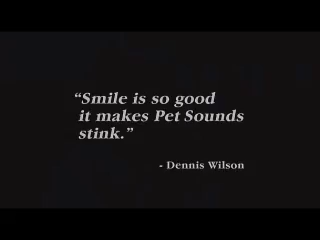 “Smile is so good
it makes Pet Sounds
stink.”
- Dennis Wilson